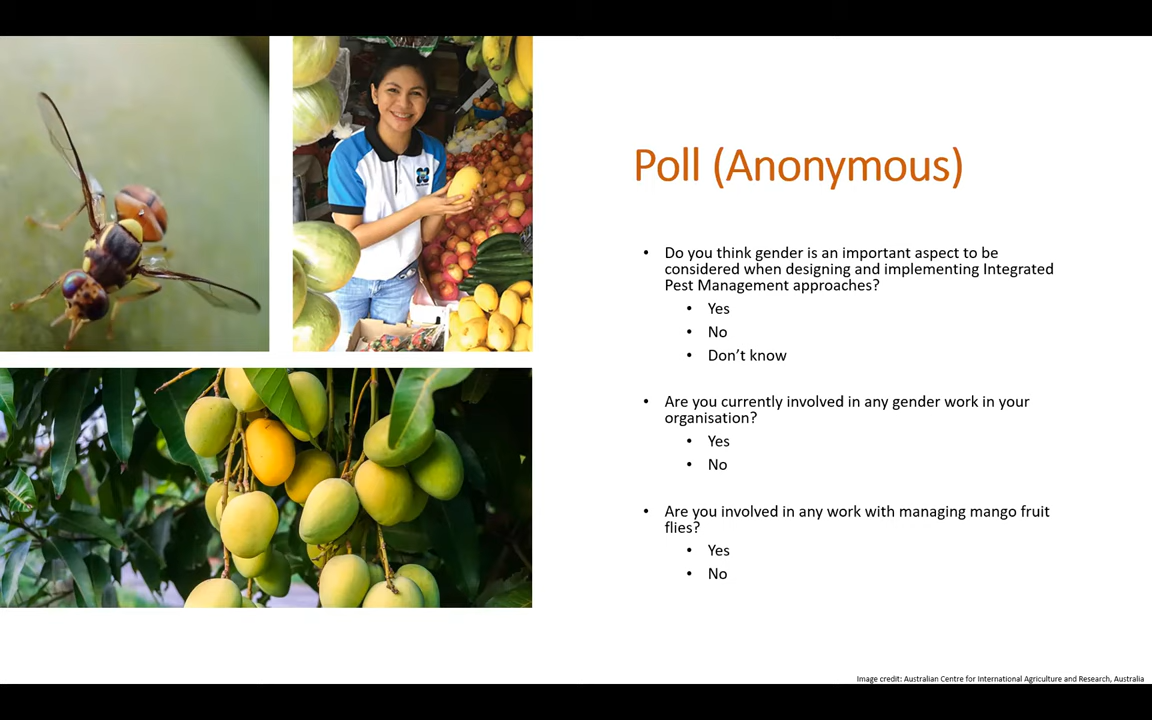 Poll (Anonymous)
• Do you think gender is an important aspect to be
considered when designing and implementing Integrated
Pest Management approaches?
• Yes
• No
• Don't know
• Are you currently involved in any gender work in your
organisation?
• Yes
• No
• Are you involved in any work with managing mango fruit
flies?
• Yes
• No
Image credit: Australian Centre for International Agriculture and Research, Australia